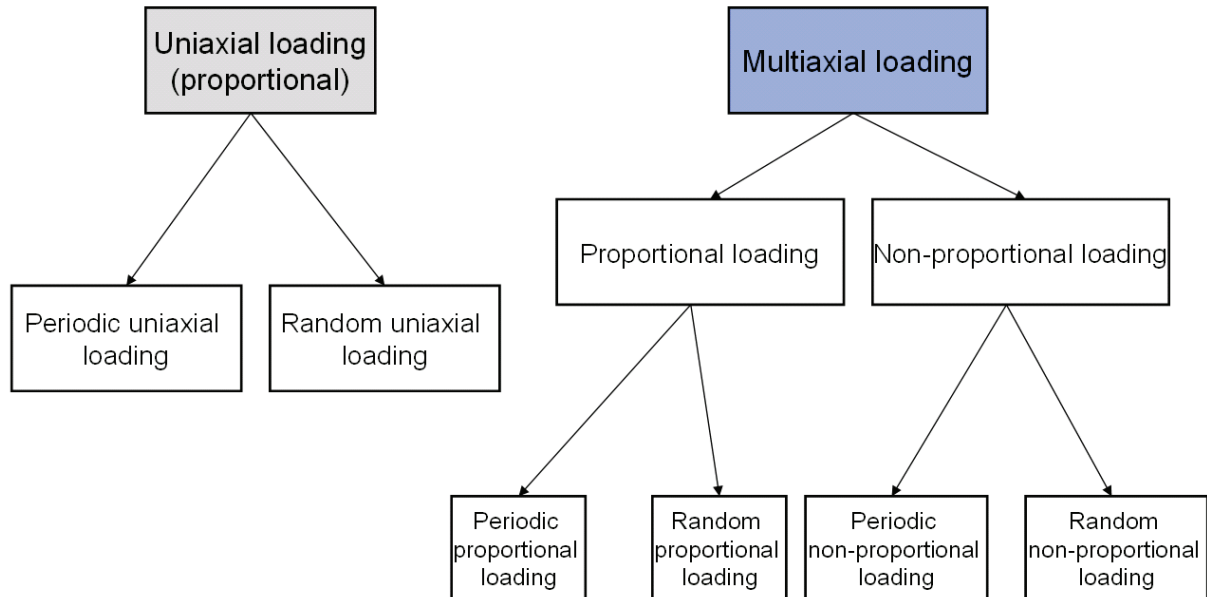 Uniaxial loading
(proportional)
Multiaxial loading
Proportional loading
Non-proportional loading
Periodic uniaxial
loading
Random uniaxial
loading
Periodic
proportional
loading
Random
proportional
loading
Periodic
non-proportional
loading
Random
non-proportional
loading